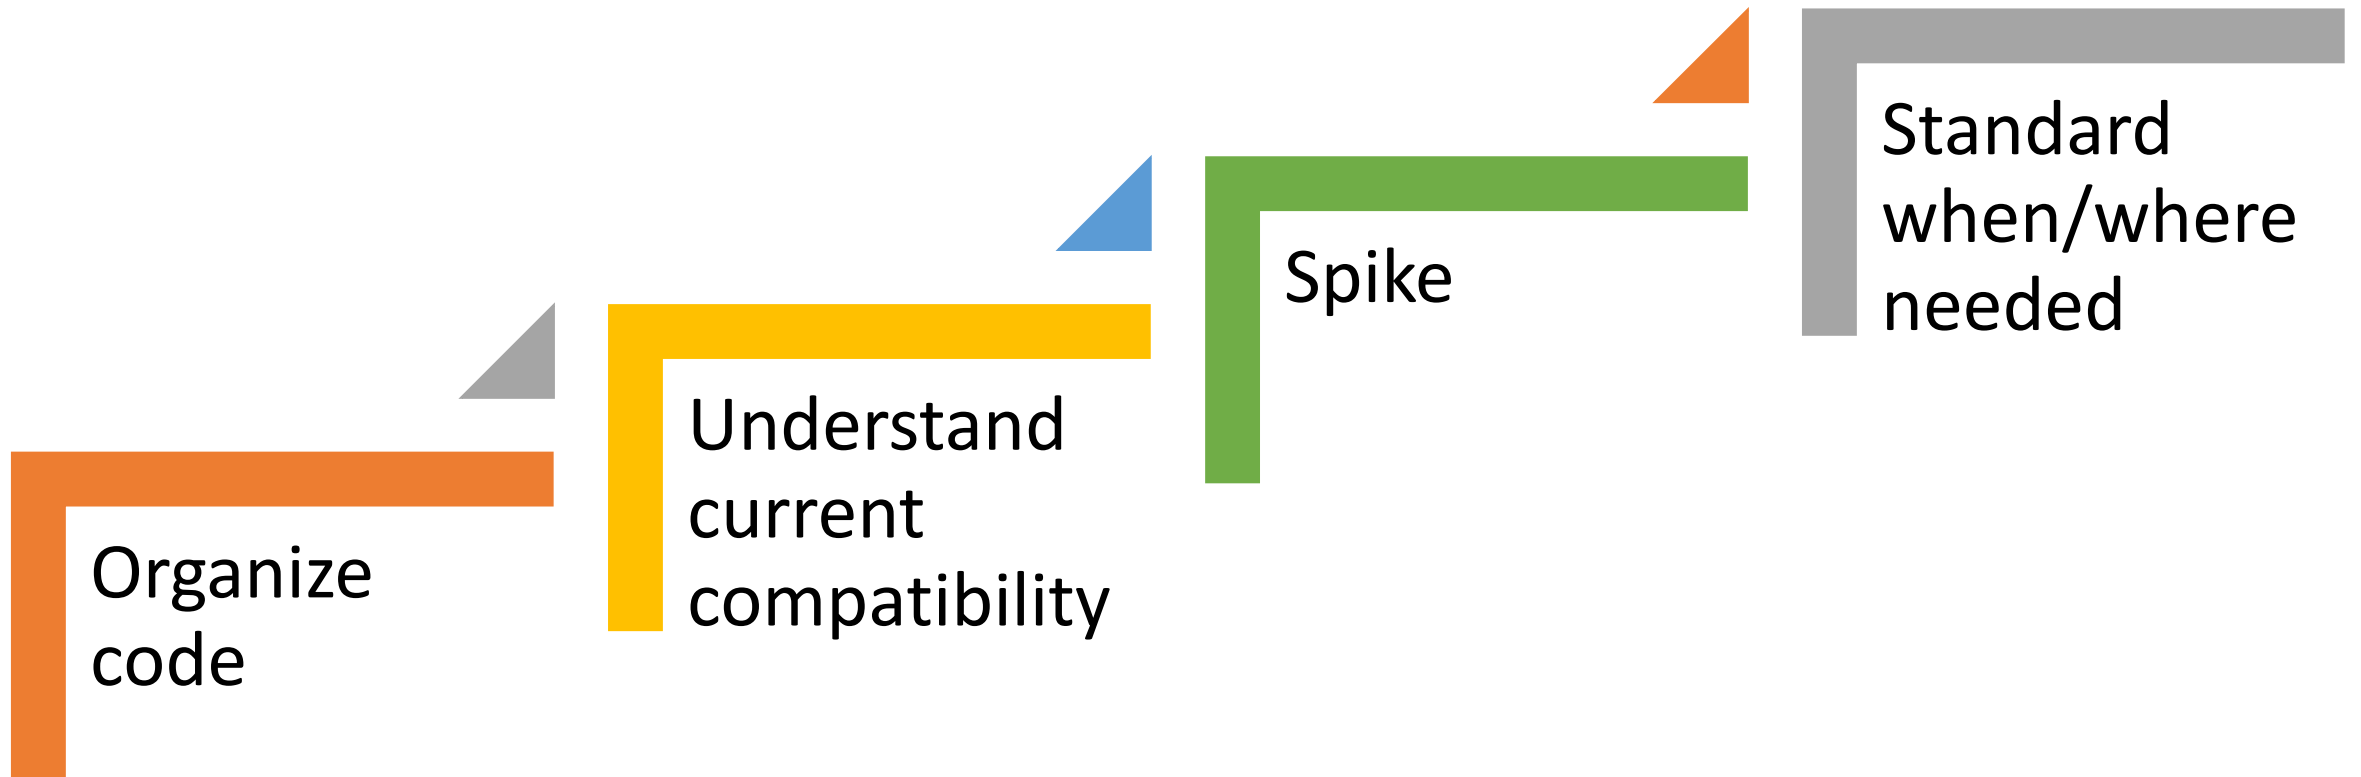 Organize
code
Understand
current
compatibility
Spike
Standard
when/where
needed